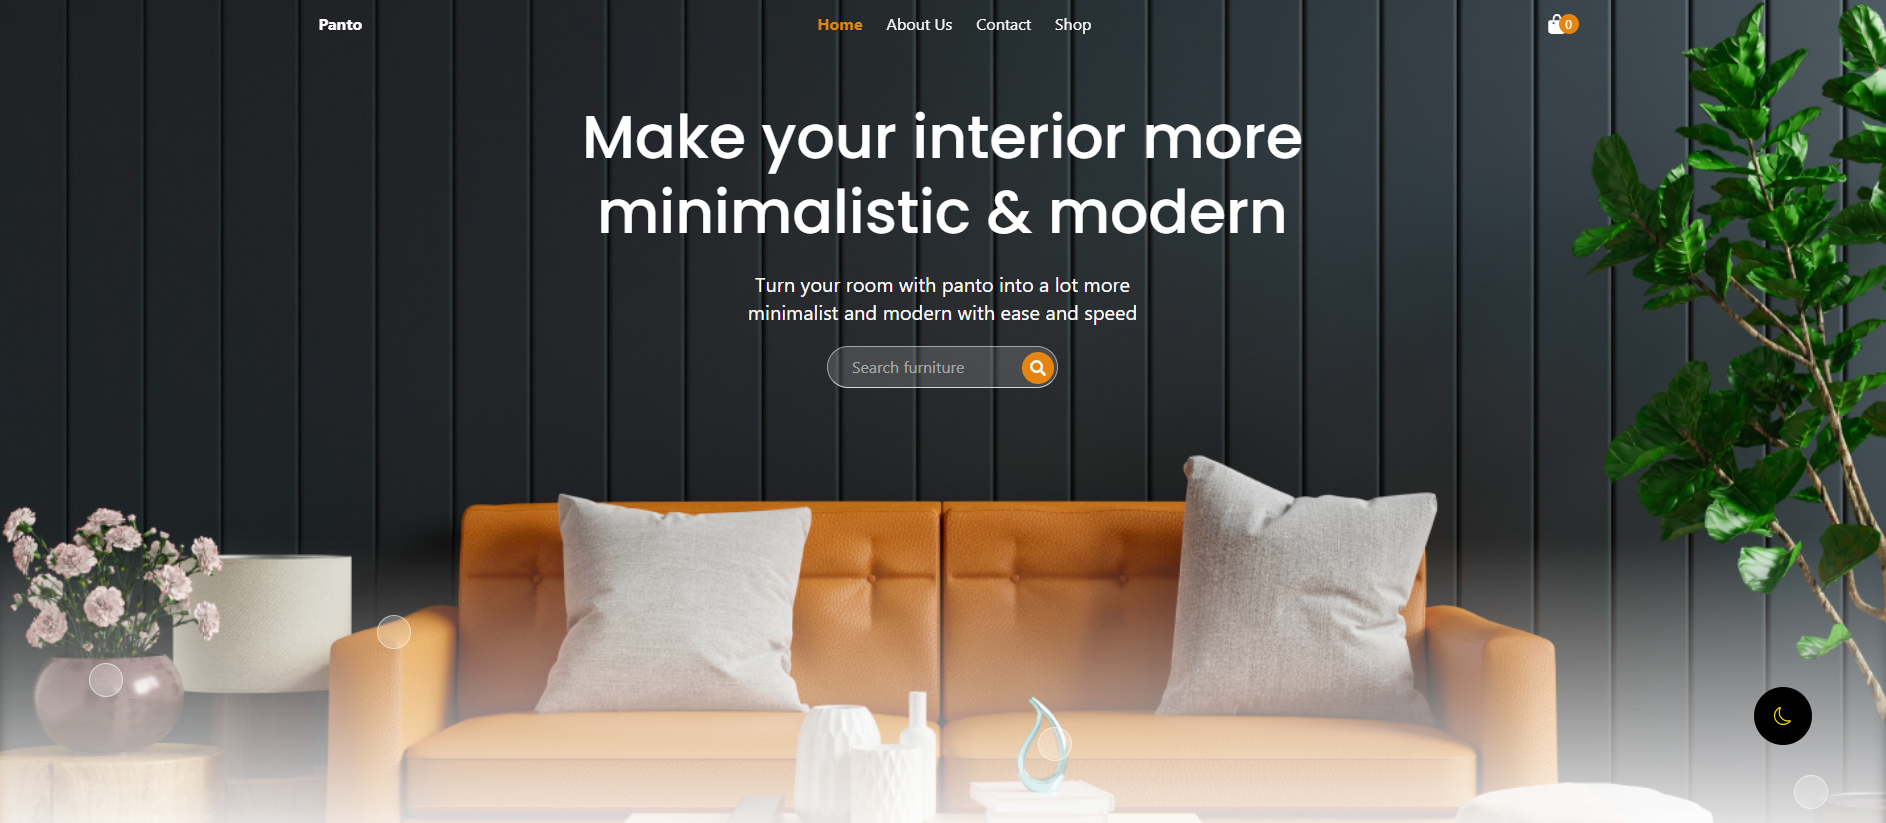 Panto
Home About Us Contact Shop
0
Make your interior more
minimalistic & modern
Turn your room with panto into a lot more
minimalist and modern with ease and speed
Search furniture